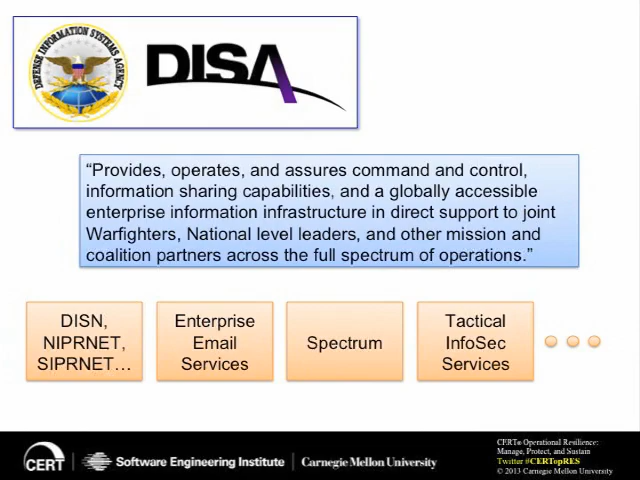 DEFENSE INFORMATION SYSTEMS AGENCY
DISA
“Provides, operates, and assures command and control,
information sharing capabilities, and a globally accessible
enterprise information infrastructure in direct support to joint
Warfighters, National level leaders, and other mission and
coalition partners across the full spectrum of operations.”
DISN,
NIPRNET,
SIPRNET…
Enterprise
Email
Services
Spectrum
Tactical
InfoSec
Services
CERT
Software Engineering Institute
Carnegie Mellon University
CERT® Operational Resilience:
Manage, Protect, and Sustain
Twitter #CERTopRES
© 2013 Carnegie Mellon University